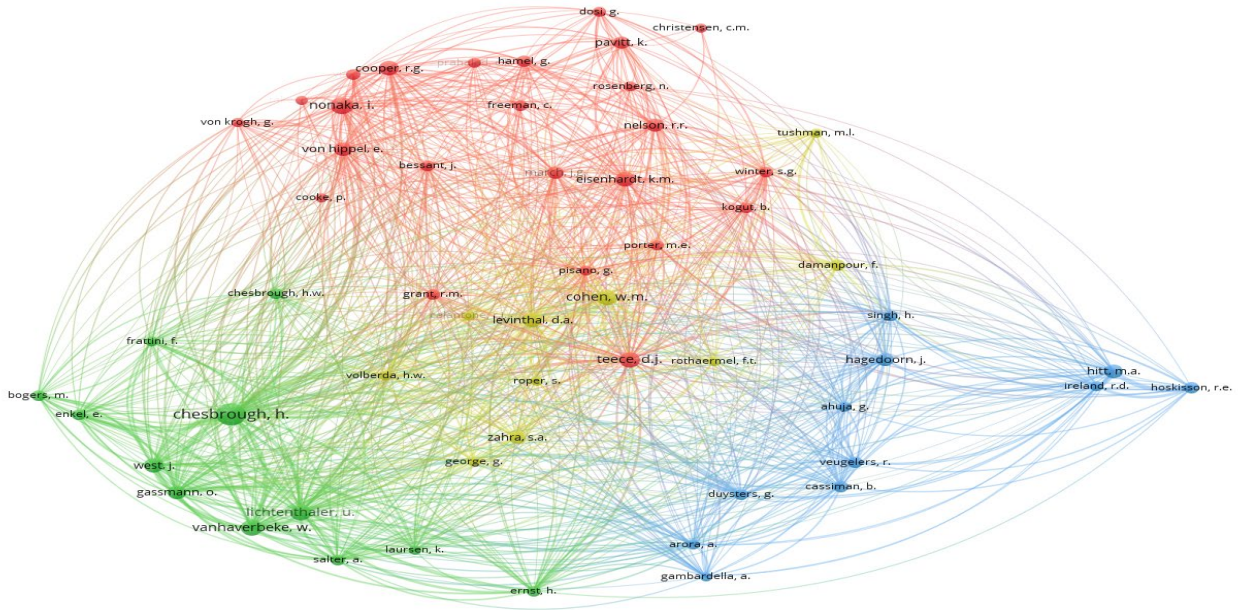 dosi, g.
christensen, c.m.
pavitt, k.
hamel, g.
cooper, r.g.
rosenberg, n.
nonaka, i.
freeman, c.
von krogh, g.
nelson, r.r.
tushman, m.l.
von hippel, e.
bessant, j.
march, j.g.
eisenhardt, k.m.
winter, s.g.
cooke, p.
kogut, b.
porter, m.e.
pisano, g.
damanpour, f.
chesbrough, h.w.
grant, r.m.
cohen, w.m.
levinthal, d.a.
singh, h.
frattini, f.
teece, d.j.
rothaermel, f.t.
hagedoorn, j.
volberda, h.w.
roper, s.
hitt, m.a.
ireland, r.d.
hoskisson, r.e.
bogers, m.
enkel, e.
chesbrough, h.
ahuja, g.
zahra, s.a.
west, j.
george, g.
veugelers, r.
gassmann, o.
duysters, g.
cassiman, b.
lichtenthaler, u.
vanhaverbeke, w.
salter, a.
laursen, k.
arora, a.
gambardella, a.
ernst, h.